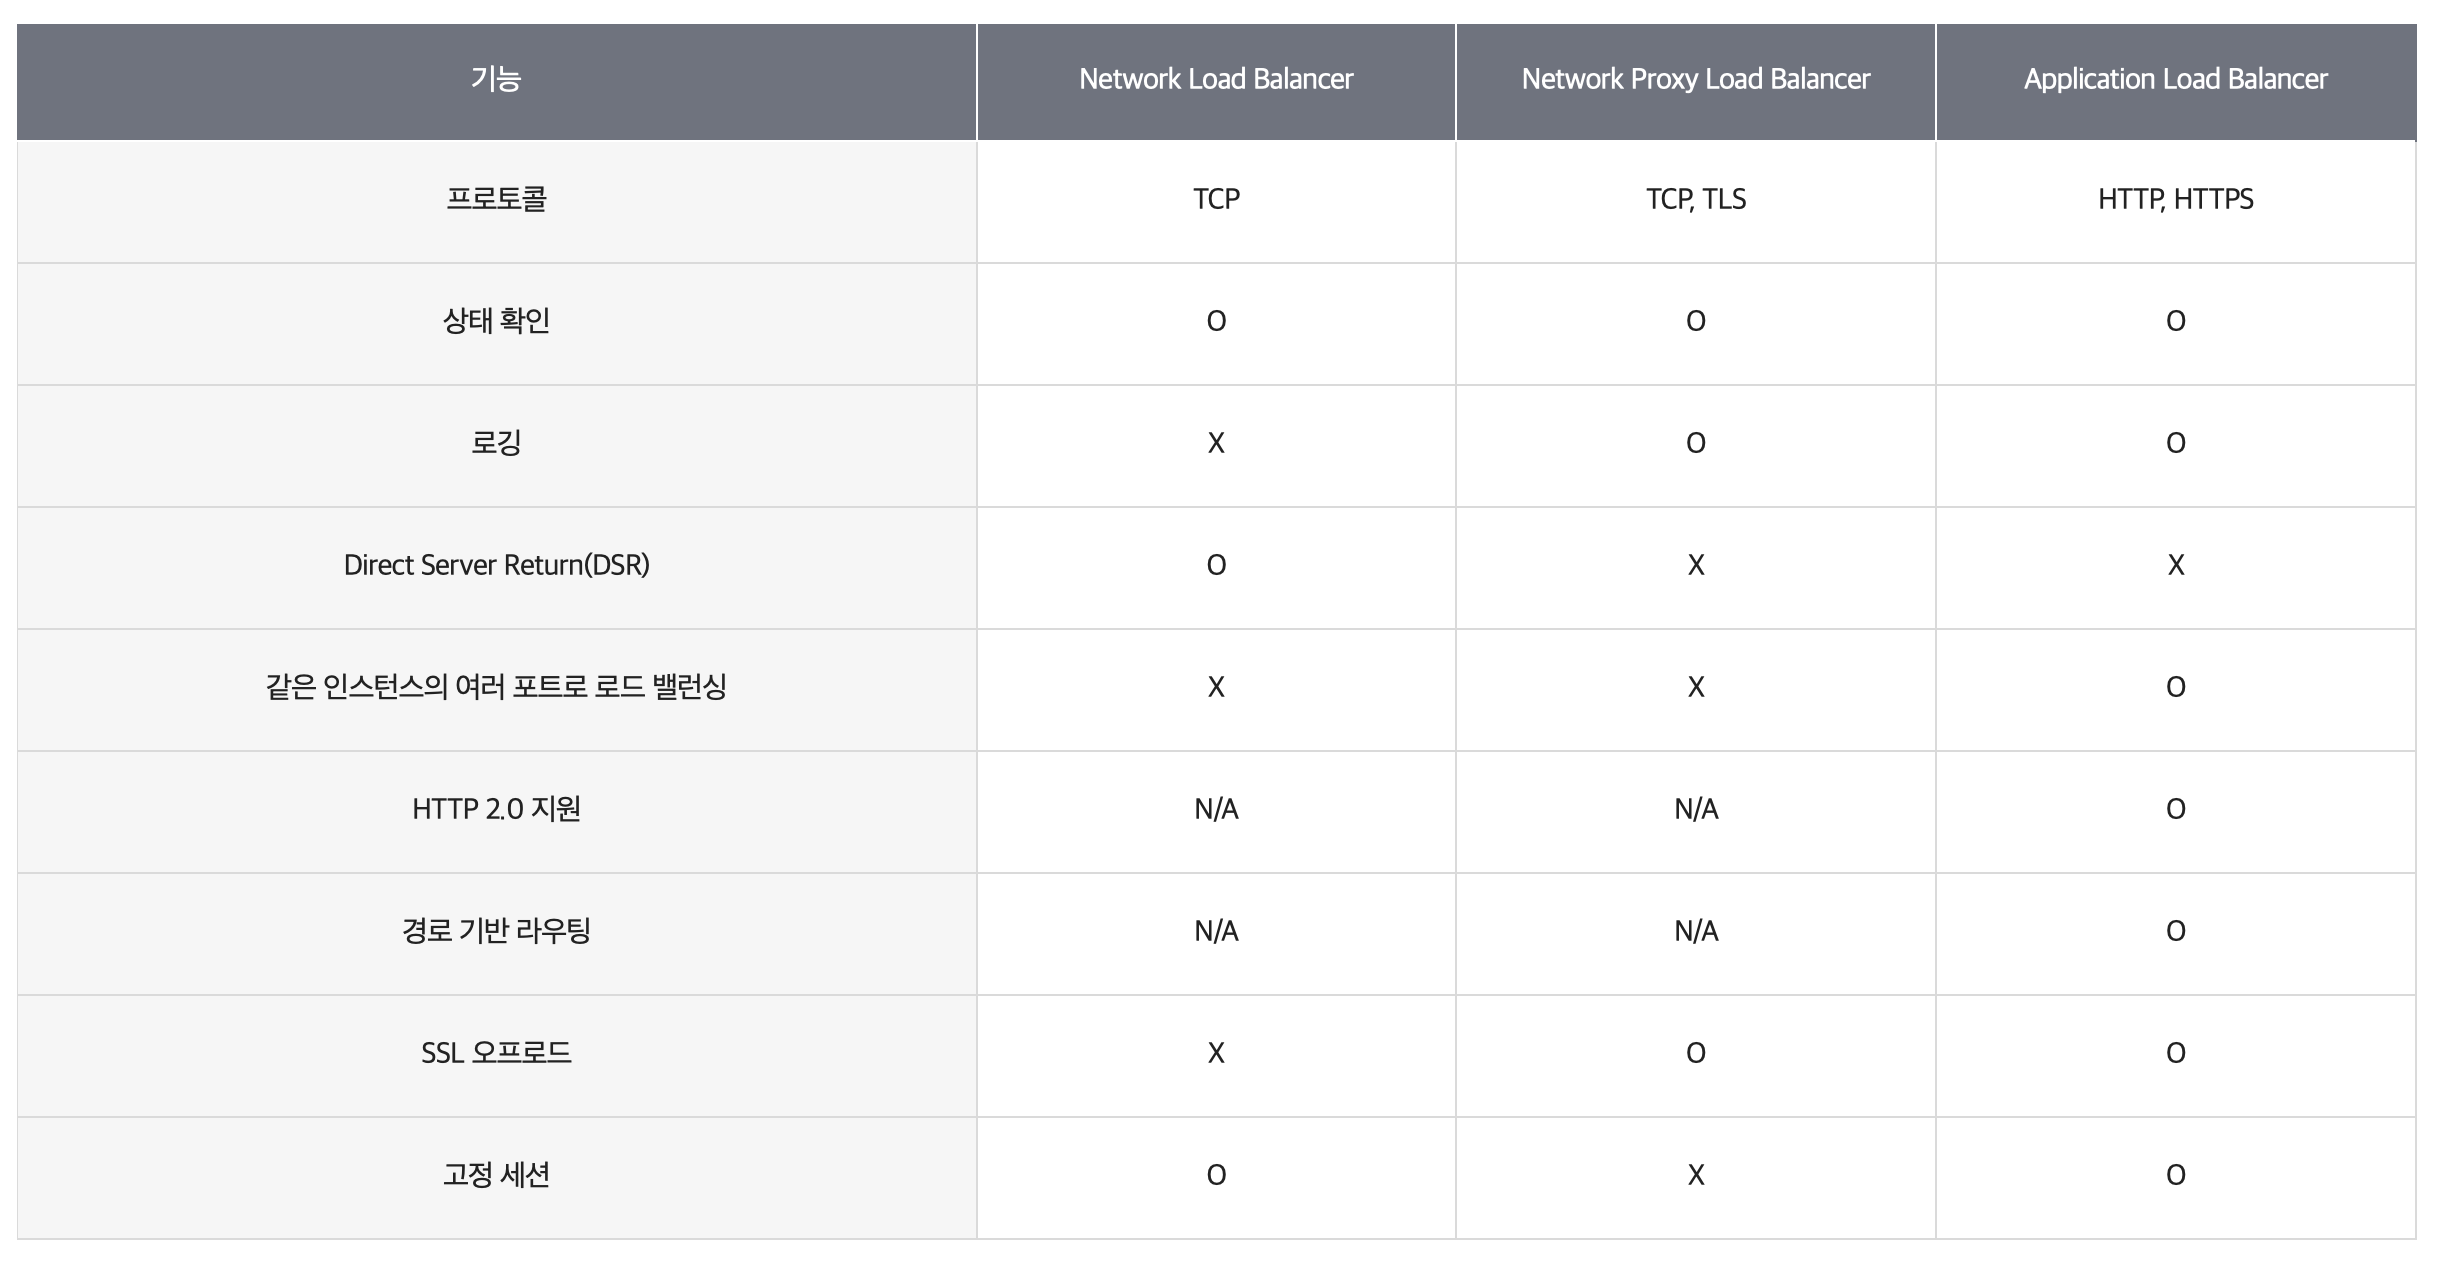 기능 Network Load Balancer Network Proxy Load Balancer Application Load Balancer
프로토콜 TCP TCP, TLS HTTP, HTTPS
상태 확인 O O O
로깅 X O O
Direct Server Return(DSR) O X X
같은 인스턴스의 여러 포트로 로드 밸런싱 X X O
HTTP 2.0 지원 N/A N/A O
경로 기반 라우팅 N/A N/A O
SSL 오프로드 X O O
고정 세션 O X O